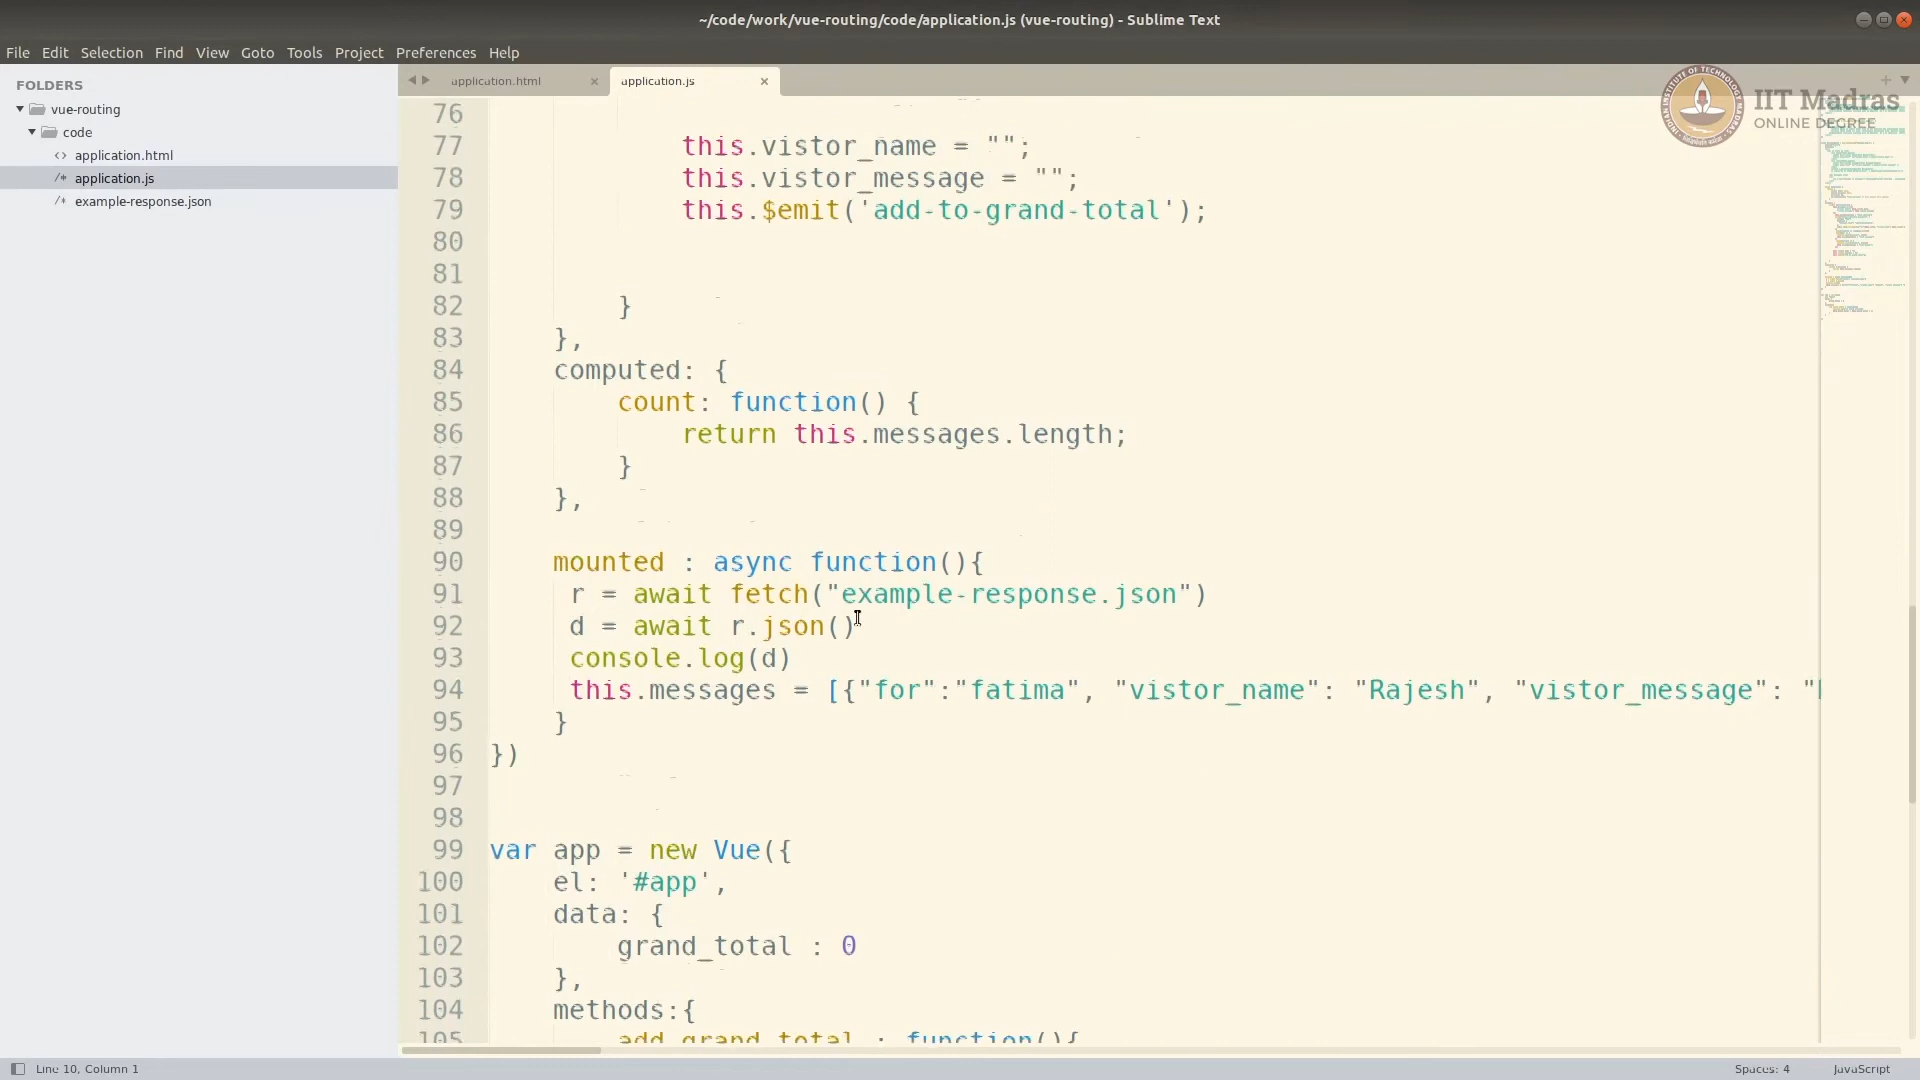 ~/code/work/vue-routing/code/application.js (vue-routing) - Sublime Text
File Edit Selection Find View Goto Tools Project Preferences Help
FOLDERS
vue-routing
code
<> application.html
/* application.js
/* example-response.json
application.html × application.js ×
IIT Madras
ONLINE DEGREE
76
77 this.vistor_name = "";
78 this.vistor_message = "";
79 this.$emit('add-to-grand-total');
80
81
82 }
83 },
84 computed: {
85 count: function() {
86 return this.messages.length;
87 }
88 },
89
90 mounted : async function(){
91 r = await fetch("example-response.json")
92 d = await r.json()
93 console.log(d)
94 this.messages = [{"for":"fatima", "vistor_name": "Rajesh", "vistor_message": "
95 }
96 })
97
98
99 var app = new Vue({
100 el: '#app',
101 data: {
102 grand_total : 0
103 },
104 methods:{
105 add_grand_total : function(){
Line 10, Column 1
Spaces: 4
JavaScript